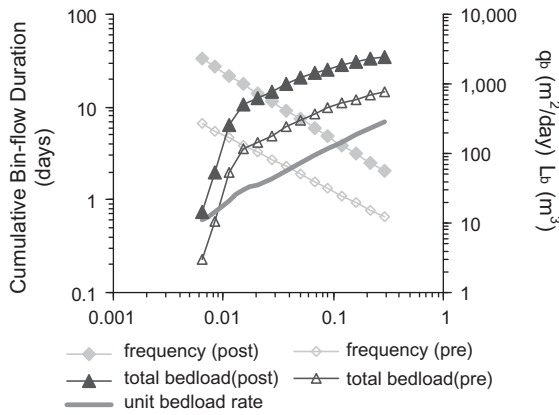 100
10
1
0.1
Cumulative Bin-flow Duration
(days)
10,000
1,000
100
10
1
q_b (m²/day) L_b (m³)
0.001
0.01
0.1
1
frequency (post)
frequency (pre)
total bedload(post)
total bedload(pre)
unit bedload rate